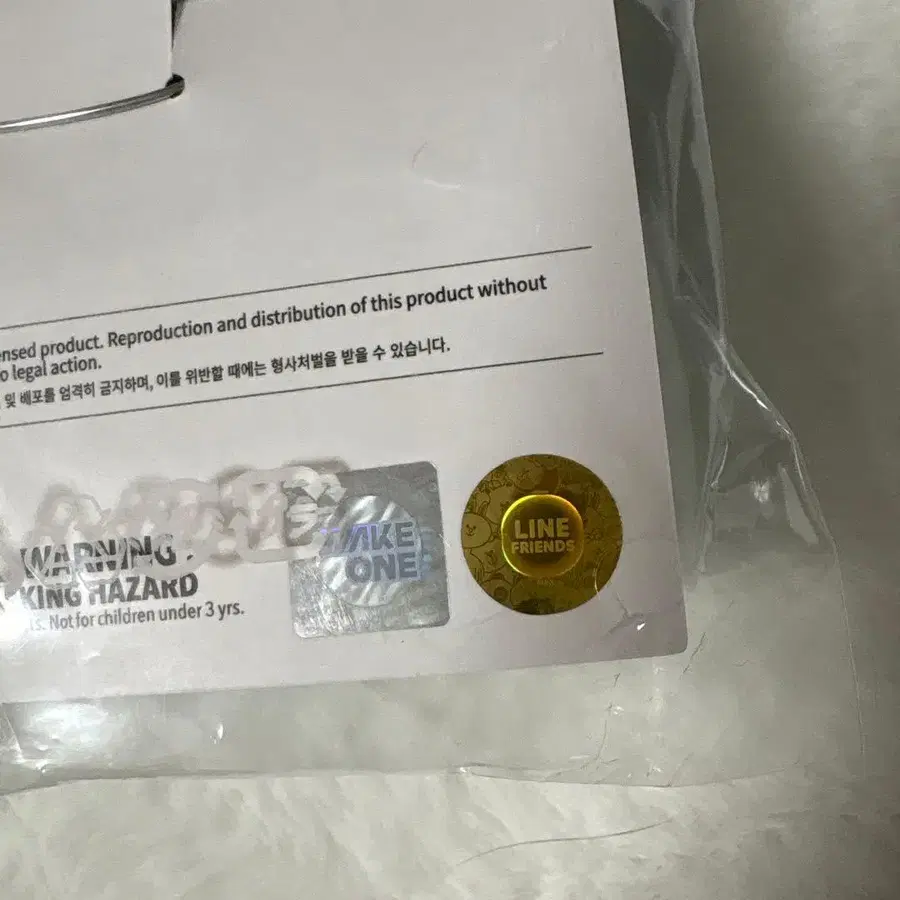 ensed product. Reproduction and distribution of this product without
o legal action.
및 배포를 엄격히 금지하며, 이를 위반할 때에는 형사처벌을 받을 수 있습니다.
WARNING
KING HAZARD
ts. Not for children under 3 yrs.
WAKE
ONE
LINE
FRIENDS